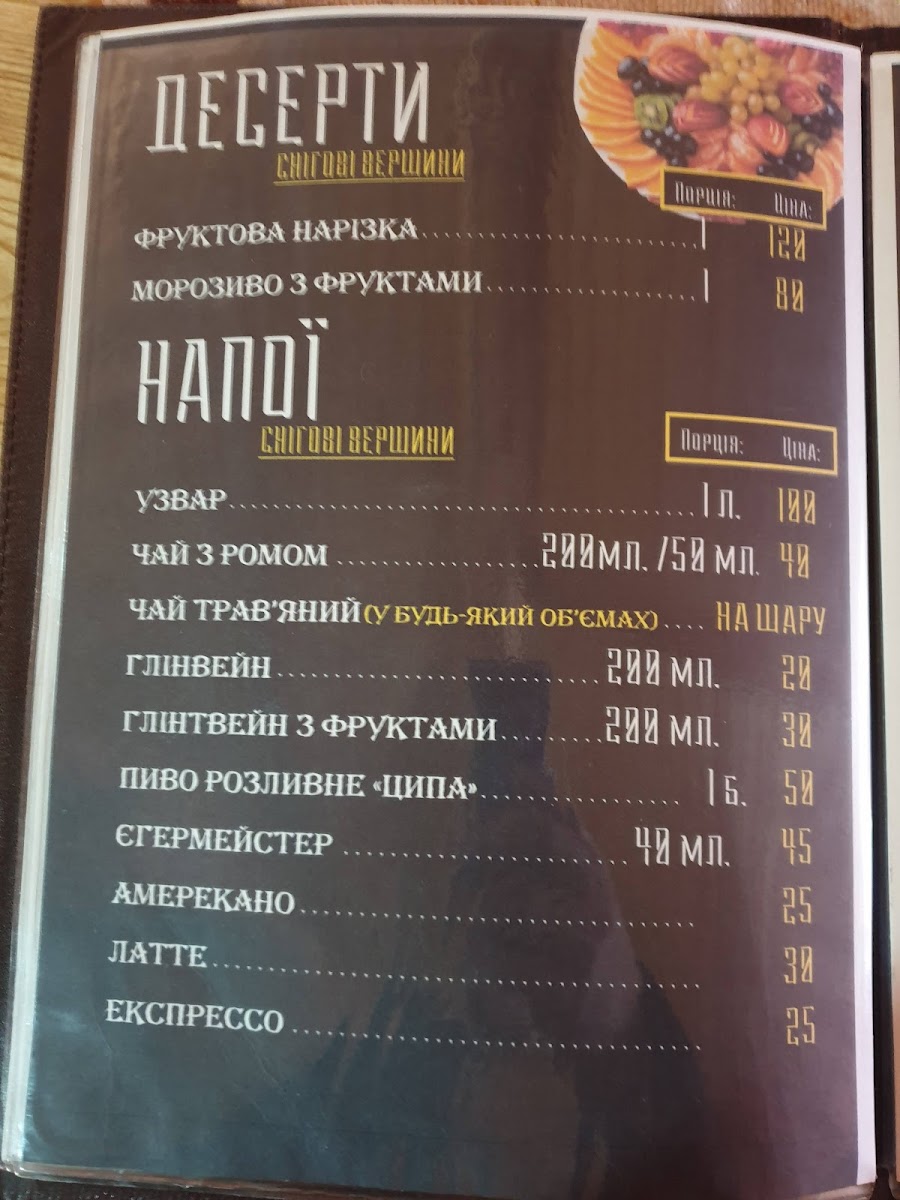 ДЕСЕРТИ
СНІГОВІ ВЕРШИНИ
Порція: Ціна:
ФРУКТОВА НАРІЗКА 1 120
МОРОЗИВО З ФРУКТАМИ 1 80
НАПОЇ
СНІГОВІ ВЕРШИНИ
Порція: Ціна:
УЗВАР 1 Л. 100
ЧАЙ З РОМОМ 200МЛ. /50 МЛ. 40
ЧАЙ ТРАВ'ЯНИЙ (У БУДЬ-ЯКИЙ ОБ'ЄМАХ) .... НА ШАРУ
ГЛІНВЕЙН 200 МЛ. 20
ГЛІНТВЕЙН З ФРУКТАМИ 200 МЛ. 30
ПИВО РОЗЛИВНЕ «ЦИПА» 1 Б. 50
ЄГЕРМЕЙСТЕР 40 МЛ. 45
АМЕРЕКАНО 25
ЛАТТЕ 30
ЕКСПРЕССО 25